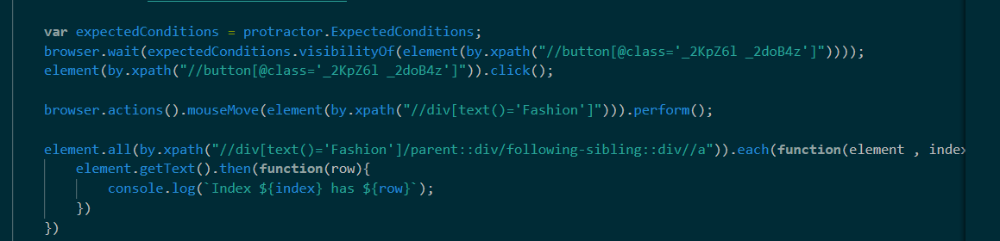 var expectedConditions = protractor.ExpectedConditions;
browser.wait(expectedConditions.visibilityOf(element(by.xpath("//button[@class='_2KpZ6l _2doB4z']"))));
element(by.xpath("//button[@class='_2KpZ6l _2doB4z']")).click();
browser.actions().mouseMove(element(by.xpath("//div[text()='Fashion']"))).perform();
element.all(by.xpath("//div[text()='Fashion']/parent::div/following-sibling::div//a")).each(function(element , index
element.getText().then(function(row){
console.log(`Index ${index} has ${row}`);
})
})